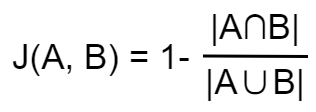 J(A, B) = 1- |A∩B|
|A∪B|